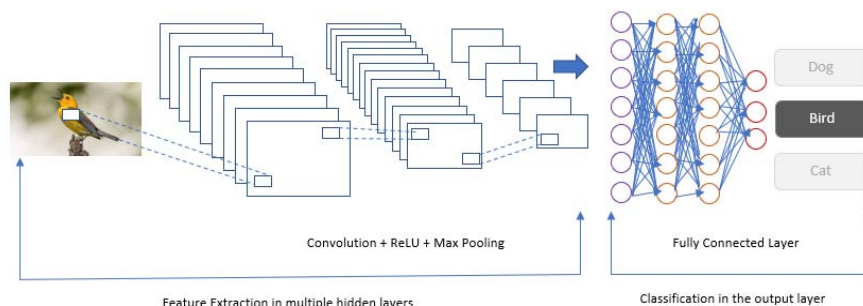 Dog
Bird
Cat
Convolution + ReLU + Max Pooling
Fully Connected Layer
Feature Extraction in multiple hidden layers
Classification in the output layer